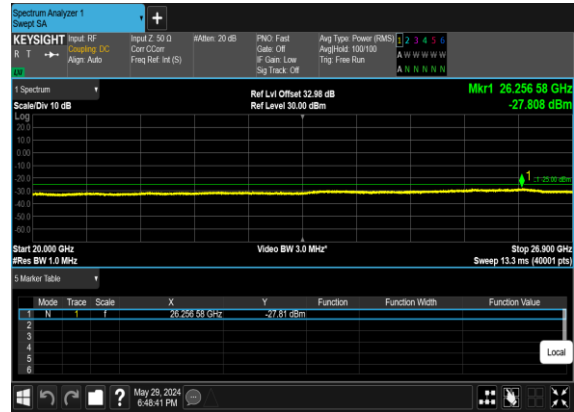 Spectrum Analyzer 1
Swept SA
+
KEYSIGHT Input: RF Input Z: 50 Ω #Atten: 20 dB PNO: Fast Avg Type: Power (RMS) 1 2 3 4 5 6
R T Coupling: DC Corr CCorr Gate: Off Avg|Hold: 100/100 A W W W W W
Align: Auto Freq Ref: Int (S) IF Gain: Low Trig: Free Run
LXI Sig Track: Off A N N N N N
1 Spectrum Ref Lvl Offset 32.98 dB Mkr1 26.256 58 GHz
Scale/Div 10 dB Ref Level 30.00 dBm -27.808 dBm
Log
20.0
10.0
0.00
-10.0
-20.0
1
DL1 -25.00 dBm
-30.0
-40.0
-50.0
-60.0
Start 20.000 GHz Video BW 3.0 MHz* Stop 26.900 GHz
#Res BW 1.0 MHz Sweep 13.3 ms (40001 pts)
5 Marker Table
Mode Trace Scale X Y Function Function Width Function Value
1 N 1 f 26.256 58 GHz -27.81 dBm
2
3
4
5
6
Local
? May 29, 2024
6:48:41 PM